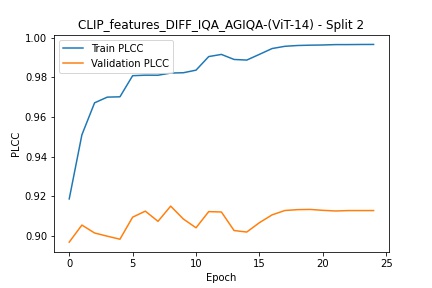 CLIP_features_DIFF_IQA_AGIQA-(ViT-14) - Split 2
1.00
0.98
0.96
0.94
0.92
0.90
PLCC
Train PLCC
Validation PLCC
0 5 10 15 20 25
Epoch